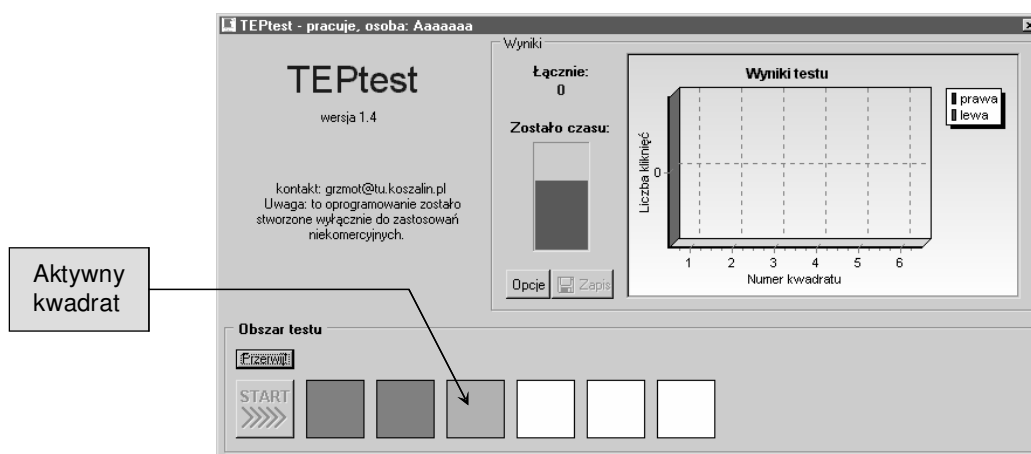 TEPtest - pracuje, osoba: Aaaaaaa
TEPtest
wersja 1.4
kontakt: grzmot@tu.koszalin.pl
Uwaga: to oprogramowanie zostało
stworzone wyłącznie do zastosowań
niekomercyjnych.
Wyniki
Łącznie:
0
Zostało czasu:
Opcje
Zapis
Wyniki testu
prawa
lewa
Liczba kliknięć
0
1 2 3 4 5 6
Numer kwadratu
Aktywny
kwadrat
Obszar testu
Przerwij!
START